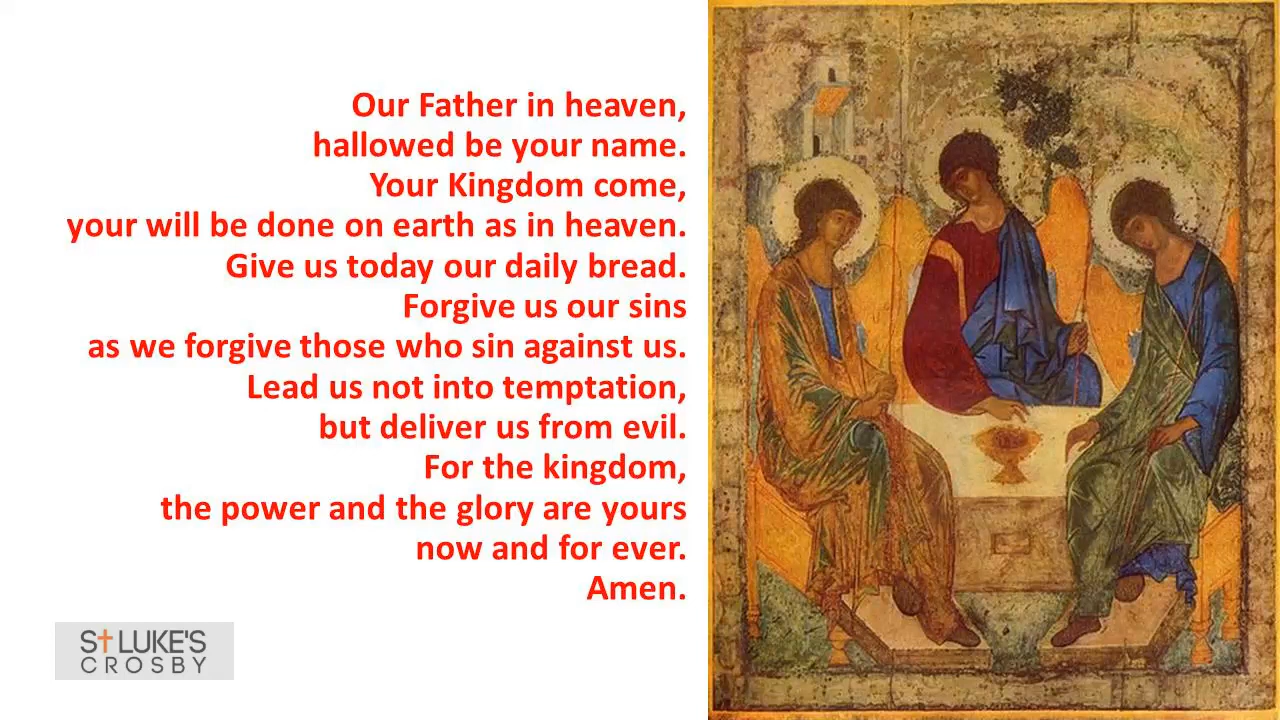 Our Father in heaven,
hallowed be your name.
Your Kingdom come,
your will be done on earth as in heaven.
Give us today our daily bread.
Forgive us our sins
as we forgive those who sin against us.
Lead us not into temptation,
but deliver us from evil.
For the kingdom,
the power and the glory are yours
now and for ever.
Amen.
ST LUKE'S
CROSBY